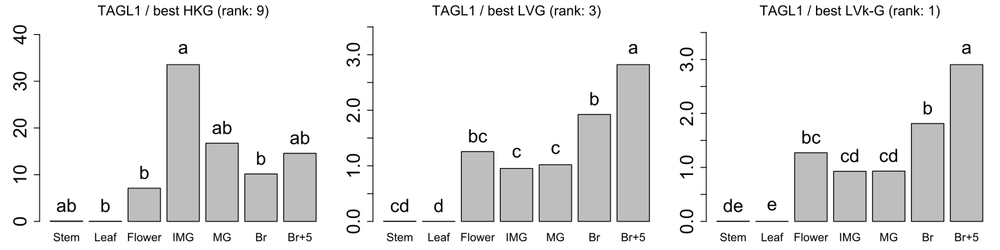 TAGL1 / best HKG (rank: 9)
40
30
20
10
0
a
ab
ab
b
b
ab
b
Stem Leaf Flower IMG MG Br Br+5
TAGL1 / best LVG (rank: 3)
3.0
2.0
1.0
0.0
a
b
bc
c
c
cd
d
Stem Leaf Flower IMG MG Br Br+5
TAGL1 / best LVk-G (rank: 1)
3.0
2.0
1.0
0.0
a
b
bc
cd
cd
de
e
Stem Leaf Flower IMG MG Br Br+5